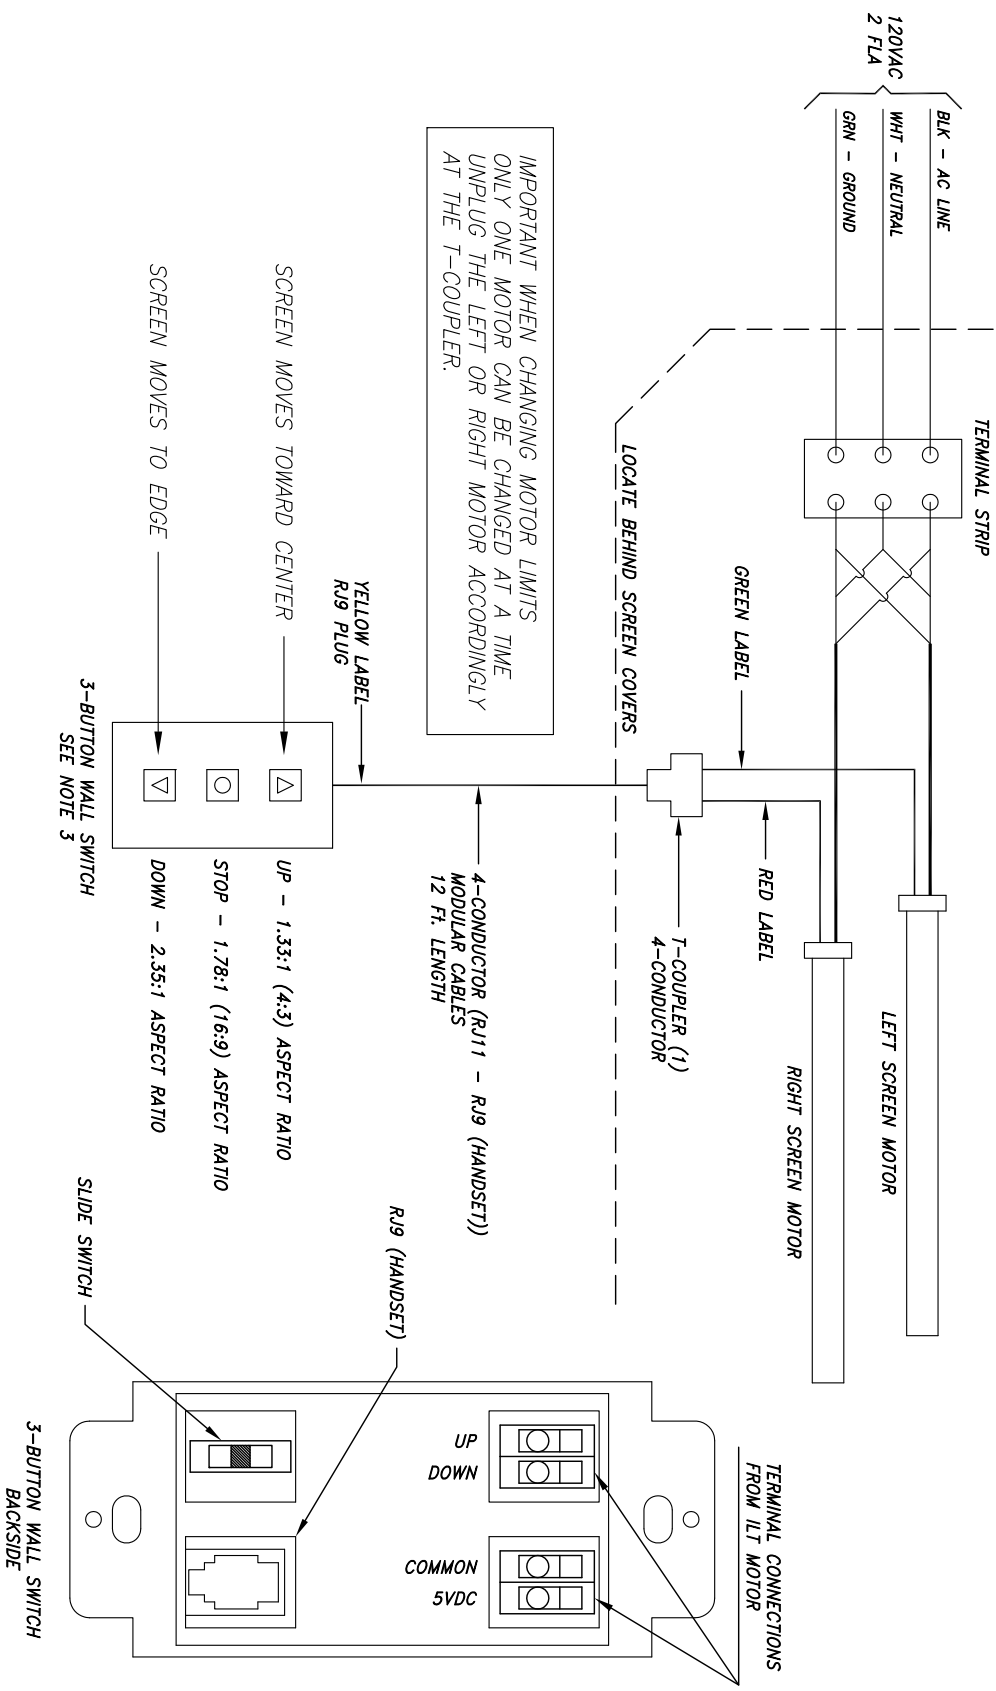 120VAC
2 FLA
BLK - AC LINE
WHT - NEUTRAL
GRN - GROUND
TERMINAL STRIP
LOCATE BEHIND SCREEN COVERS
GREEN LABEL
RED LABEL
T-COUPLER (1)
4-CONDUCTOR
LEFT SCREEN MOTOR
RIGHT SCREEN MOTOR
IMPORTANT WHEN CHANGING MOTOR LIMITS
ONLY ONE MOTOR CAN BE CHANGED AT A TIME
UNPLUG THE LEFT OR RIGHT MOTOR ACCORDINGLY
AT THE T-COUPLER.
YELLOW LABEL
RJ9 PLUG
4-CONDUCTOR (RJ11 - RJ9 (HANDSET))
MODULAR CABLES
12 Ft. LENGTH
SCREEN MOVES TOWARD CENTER
SCREEN MOVES TO EDGE
UP - 1.33:1 (4:3) ASPECT RATIO
STOP - 1.78:1 (16:9) ASPECT RATIO
DOWN - 2.35:1 ASPECT RATIO
3-BUTTON WALL SWITCH
SEE NOTE 3
TERMINAL CONNECTIONS
FROM ILT MOTOR
UP
DOWN
COMMON
5VDC
RJ9 (HANDSET)
SLIDE SWITCH
3-BUTTON WALL SWITCH
BACKSIDE